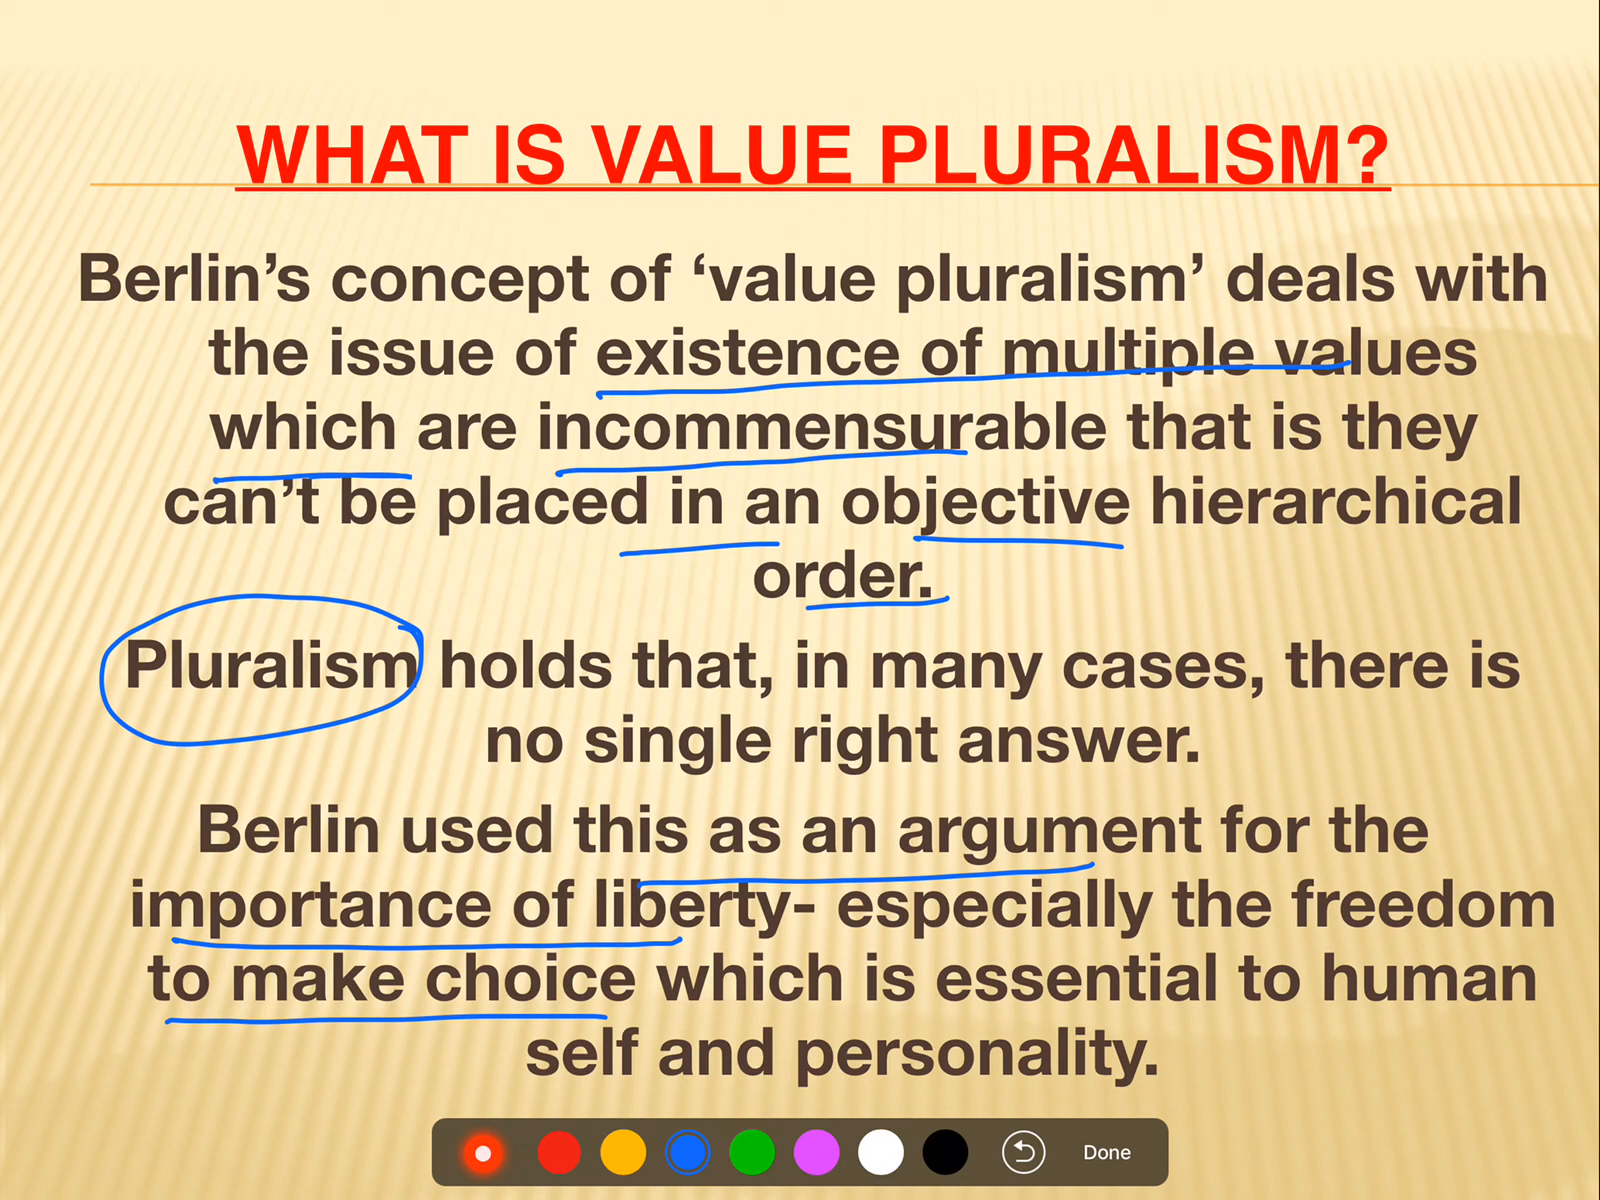 WHAT IS VALUE PLURALISM?
Berlin’s concept of ‘value pluralism’ deals with
the issue of existence of multiple values
which are incommensurable that is they
can’t be placed in an objective hierarchical
order.
Pluralism holds that, in many cases, there is
no single right answer.
Berlin used this as an argument for the
importance of liberty- especially the freedom
to make choice which is essential to human
self and personality.
Done